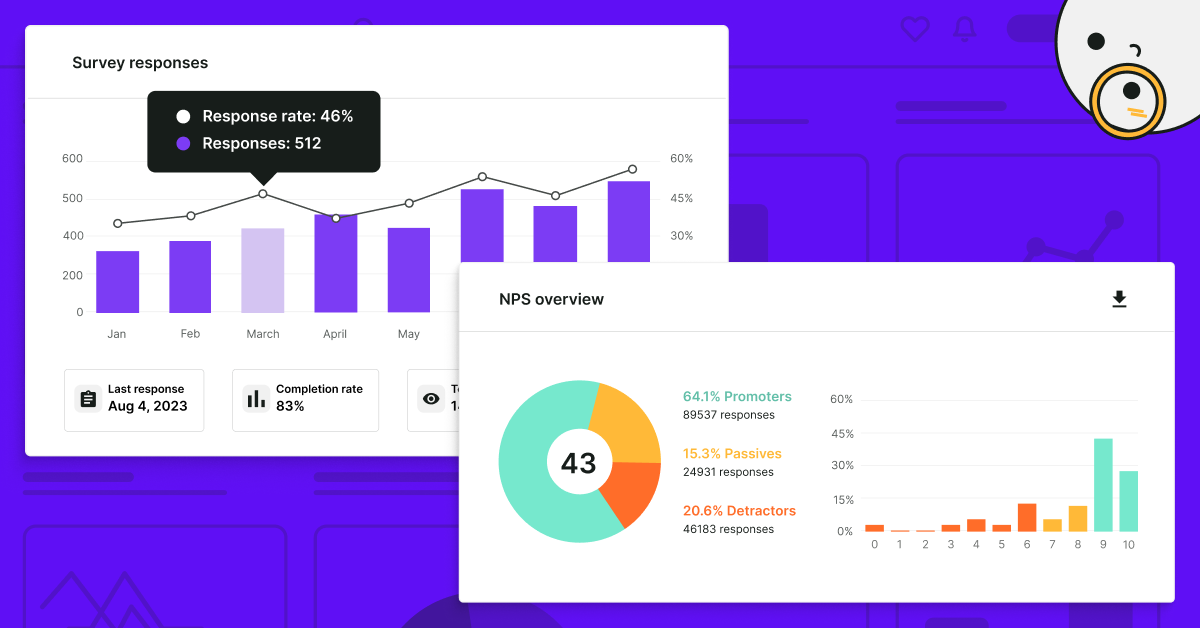 Survey responses
Response rate: 46%
Responses: 512
600
500
400
200
0
60%
45%
30%
Jan
Feb
March
April
May
Last response
Aug 4, 2023
Completion rate
83%
NPS overview
43
64.1% Promoters
89537 responses
15.3% Passives
24931 responses
20.6% Detractors
46183 responses
60%
45%
30%
15%
0%
0 1 2 3 4 5 6 7 8 9 10